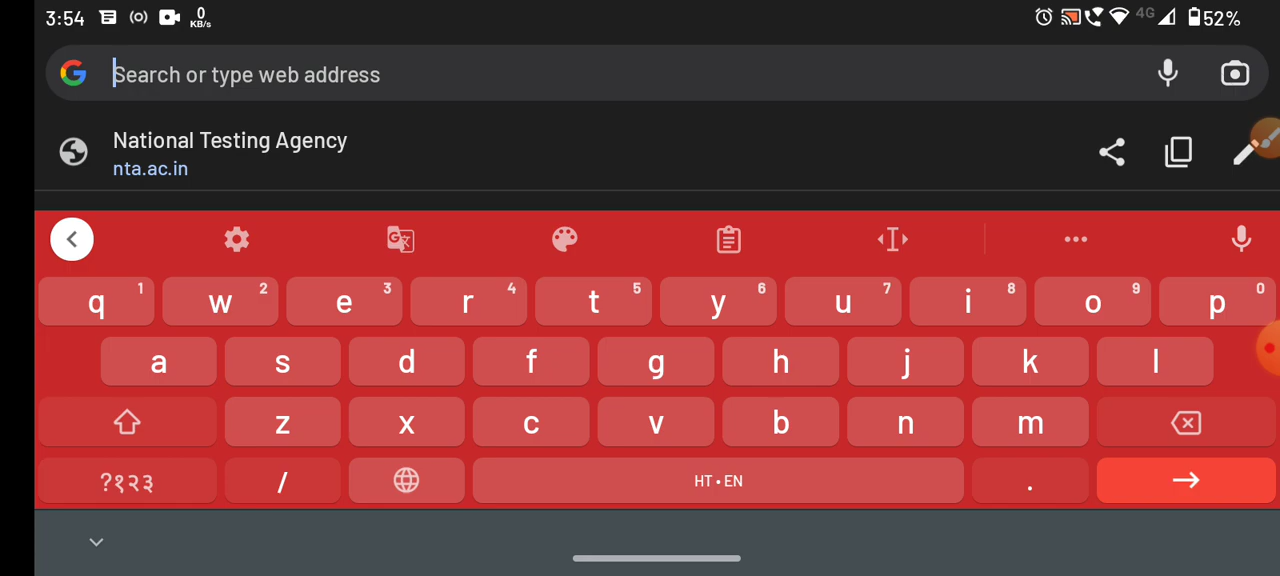 3:54 0 KB/s 4G 52%
Search or type web address
National Testing Agency
nta.ac.in
q 1 w 2 e 3 r 4 t 5 y 6 u 7 i 8 o 9 p 0
a s d f g h j k l
z x c v b n m
?१२३ / HT • EN .